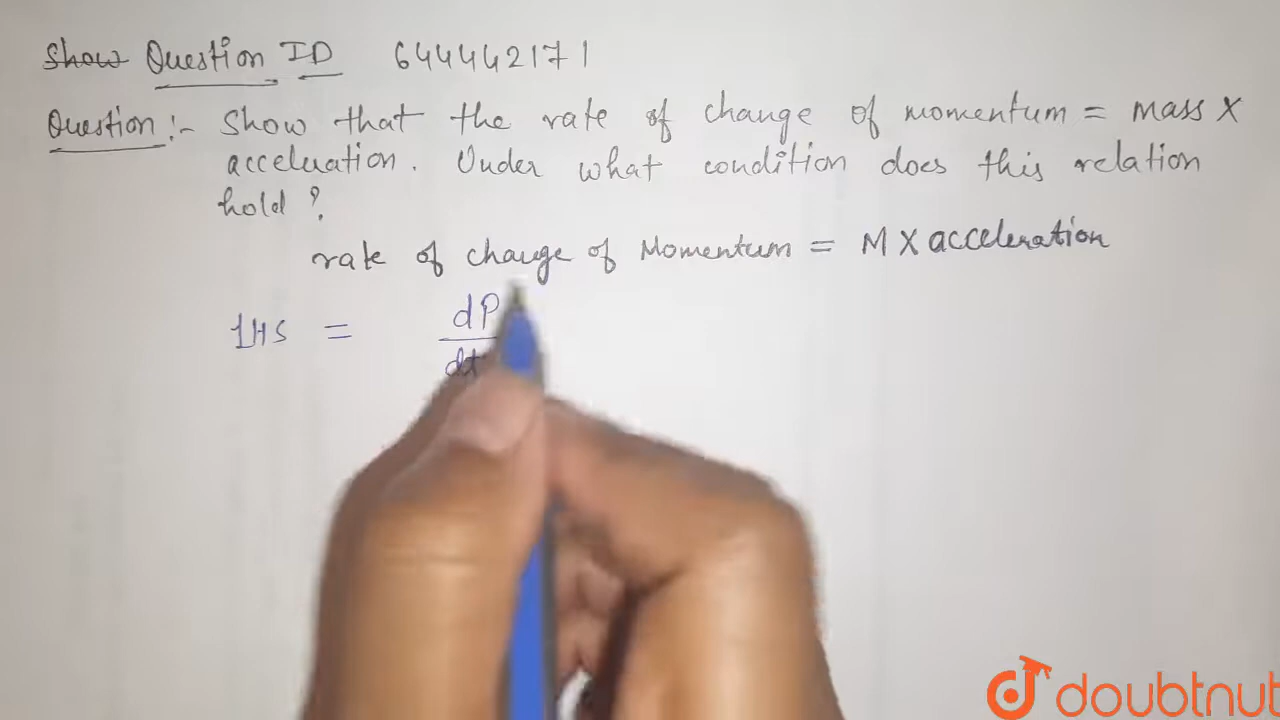 Show Question ID 644442171
Question :- Show that the rate of change of momentum = mass X
acceluation. Under what condition does this relation
hold ?
rate of change of Momentum = M X acceleration
LHS = dP
dt
doubtnut